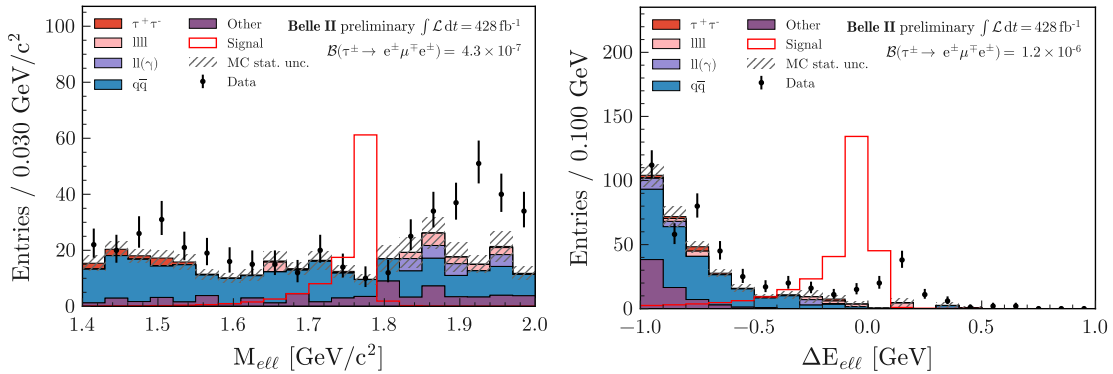 τ⁺τ⁻
llll
ll(γ)
qq̅
Other
Signal
MC stat. unc.
Data
Belle II preliminary ∫ 𝓛 dt = 428 fb⁻¹
𝓑(τ± → e±μ∓e±) = 4.3 × 10⁻⁷
Entries / 0.030 GeV/c²
100
80
60
40
20
0
1.4
1.5
1.6
1.7
1.8
1.9
2.0
M_eℓℓ [GeV/c²]
τ⁺τ⁻
llll
ll(γ)
qq̅
Other
Signal
MC stat. unc.
Data
Belle II preliminary ∫ 𝓛 dt = 428 fb⁻¹
𝓑(τ± → e±μ∓e±) = 1.2 × 10⁻⁶
Entries / 0.100 GeV
200
150
100
50
0
−1.0
−0.5
0.0
0.5
1.0
ΔE_eℓℓ [GeV]